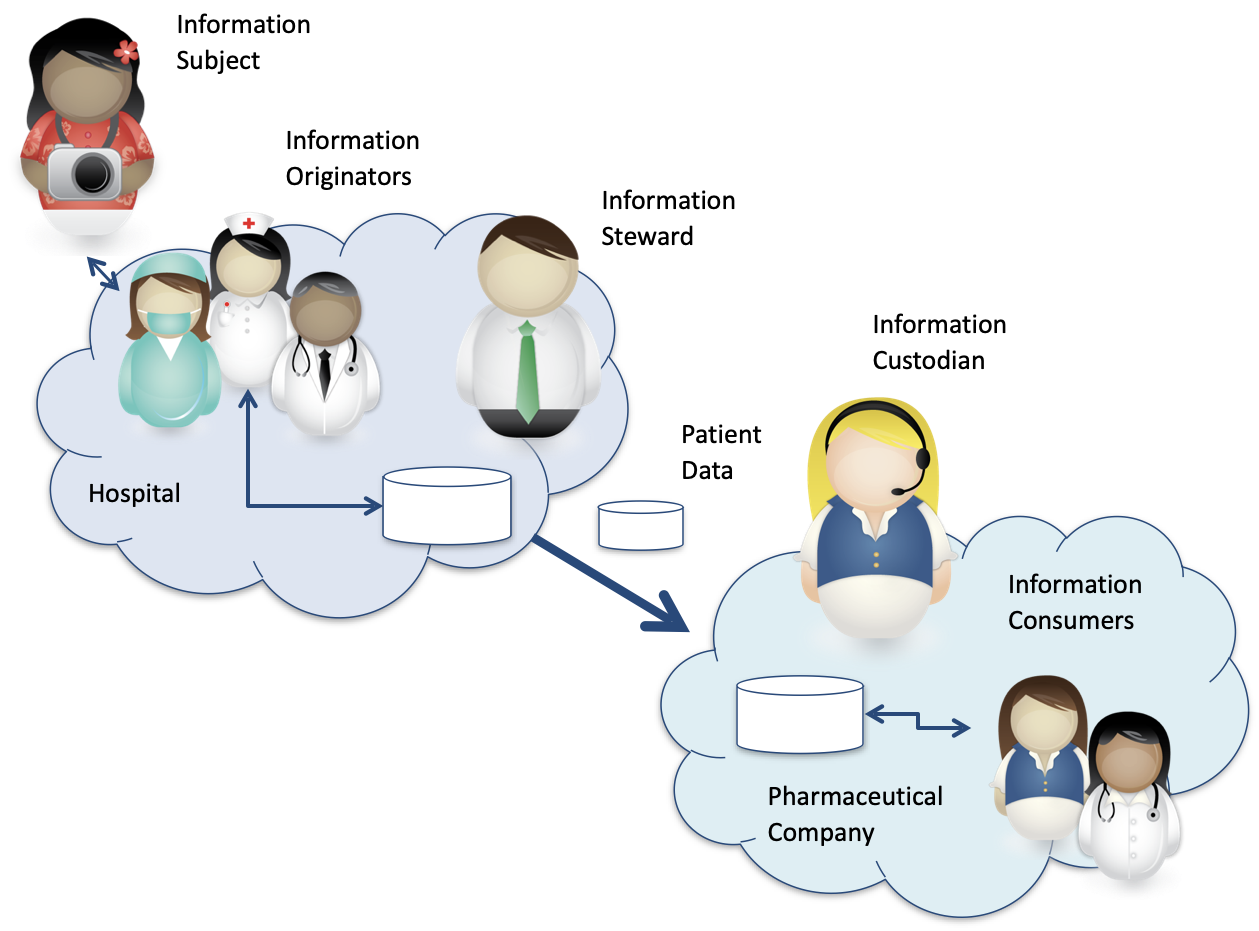 Information
Subject
Information
Originators
Information
Steward
Information
Custodian
Patient
Data
Hospital
Information
Consumers
Pharmaceutical
Company